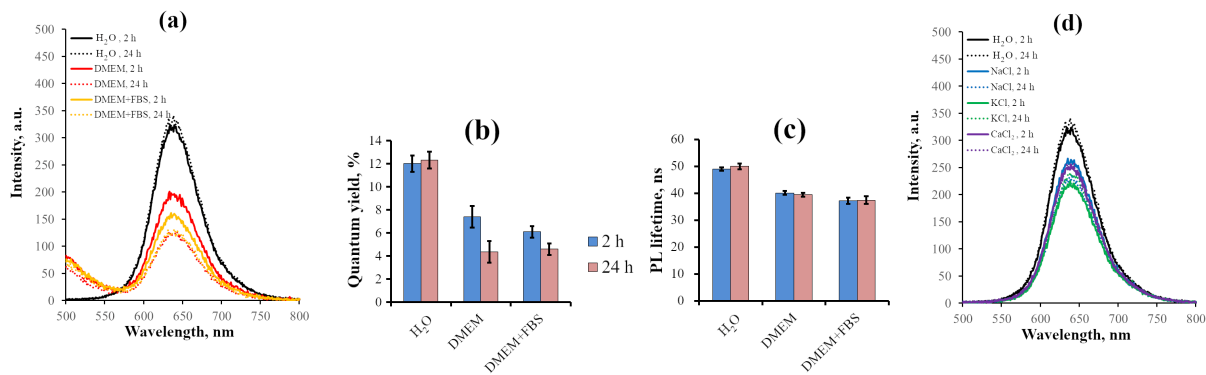 (a)
500
450
400
350
300
250
200
150
100
50
0
Intensity, a.u.
H₂O, 2 h
H₂O, 24 h
DMEM, 2 h
DMEM, 24 h
DMEM+FBS, 2 h
DMEM+FBS, 24 h
500 550 600 650 700 750 800
Wavelength, nm
(b)
14
12
10
8
6
4
2
0
Quantum yield, %
H₂O
DMEM
DMEM+FBS
2 h
24 h
(c)
60
50
40
30
20
10
0
PL lifetime, ns
H₂O
DMEM
DMEM+FBS
(d)
500
450
400
350
300
250
200
150
100
50
0
Intensity, a.u.
H₂O, 2 h
H₂O, 24 h
NaCl, 2 h
NaCl, 24 h
KCl, 2 h
KCl, 24 h
CaCl₂, 2 h
CaCl₂, 24 h
500 550 600 650 700 750 800
Wavelength, nm